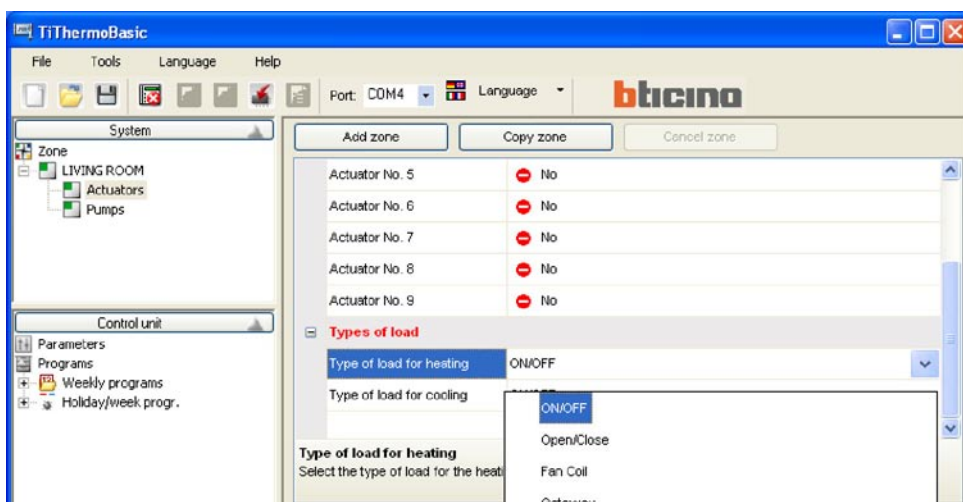 TiThermoBasic
File Tools Language Help
Port: COM4 Language bticino
System
Zone
LIVING ROOM
Actuators
Pumps
Control unit
Parameters
Programs
Weekly programs
Holiday/week progr.
Add zone Copy zone Cancel zone
Actuator No. 5 No
Actuator No. 6 No
Actuator No. 7 No
Actuator No. 8 No
Actuator No. 9 No
Types of load
Type of load for heating ON/OFF
Type of load for cooling
ON/OFF
Open/Close
Fan Coil
Type of load for heating
Select the type of load for the